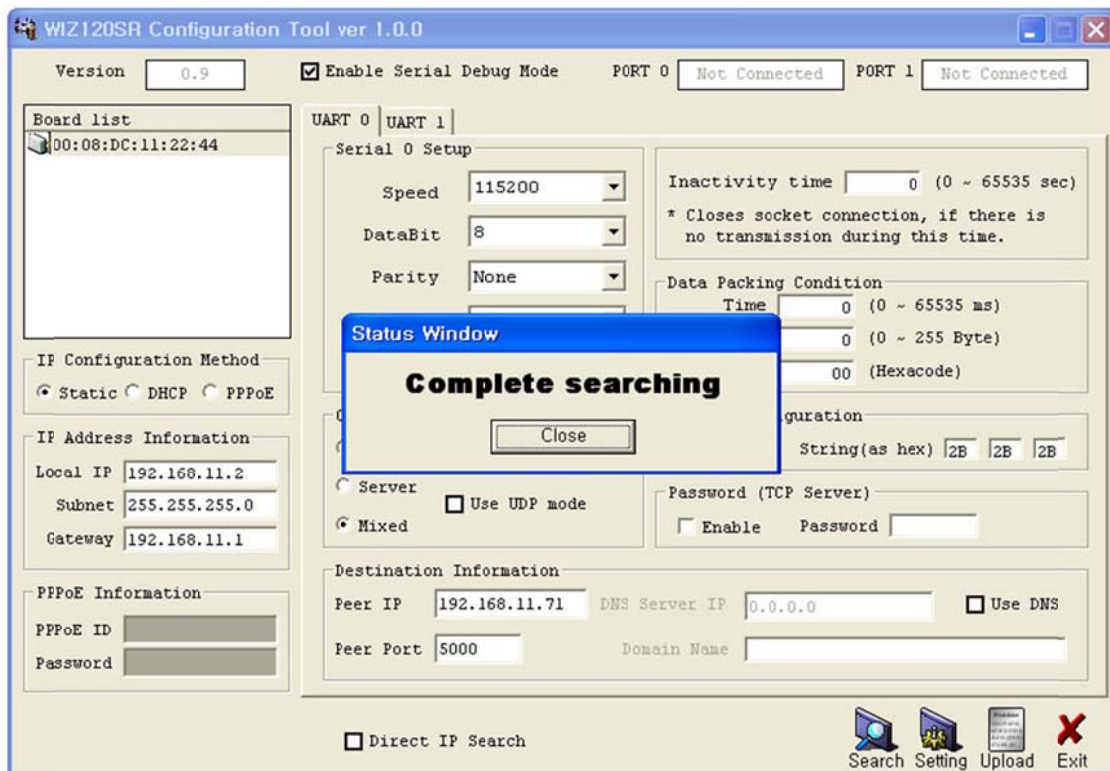 WIZ120SR Configuration Tool ver 1.0.0
Version 0.9 Enable Serial Debug Mode PORT 0 Not Connected PORT 1 Not Connected
Board list
00:08:DC:11:22:44
IP Configuration Method
Static DHCP PPPoE
IP Address Information
Local IP 192.168.11.2
Subnet 255.255.255.0
Gateway 192.168.11.1
PPPoE Information
PPPoE ID
Password
UART 0 UART 1
Serial 0 Setup
Speed 115200
DataBit 8
Parity None
Inactivity time 0 (0 ~ 65535 sec)
* Closes socket connection, if there is
no transmission during this time.
Data Packing Condition
Time 0 (0 ~ 65535 ms)
0 (0 ~ 255 Byte)
00 (Hexacode)
Status Window
Complete searching
Close
String(as hex) 2B 2B 2B
Server
Use UDP mode
Mixed
Password (TCP Server)
Enable Password
Destination Information
Peer IP 192.168.11.71 DNS Server IP 0.0.0.0 Use DNS
Peer Port 5000 Domain Name
Direct IP Search
Search Setting Upload Exit